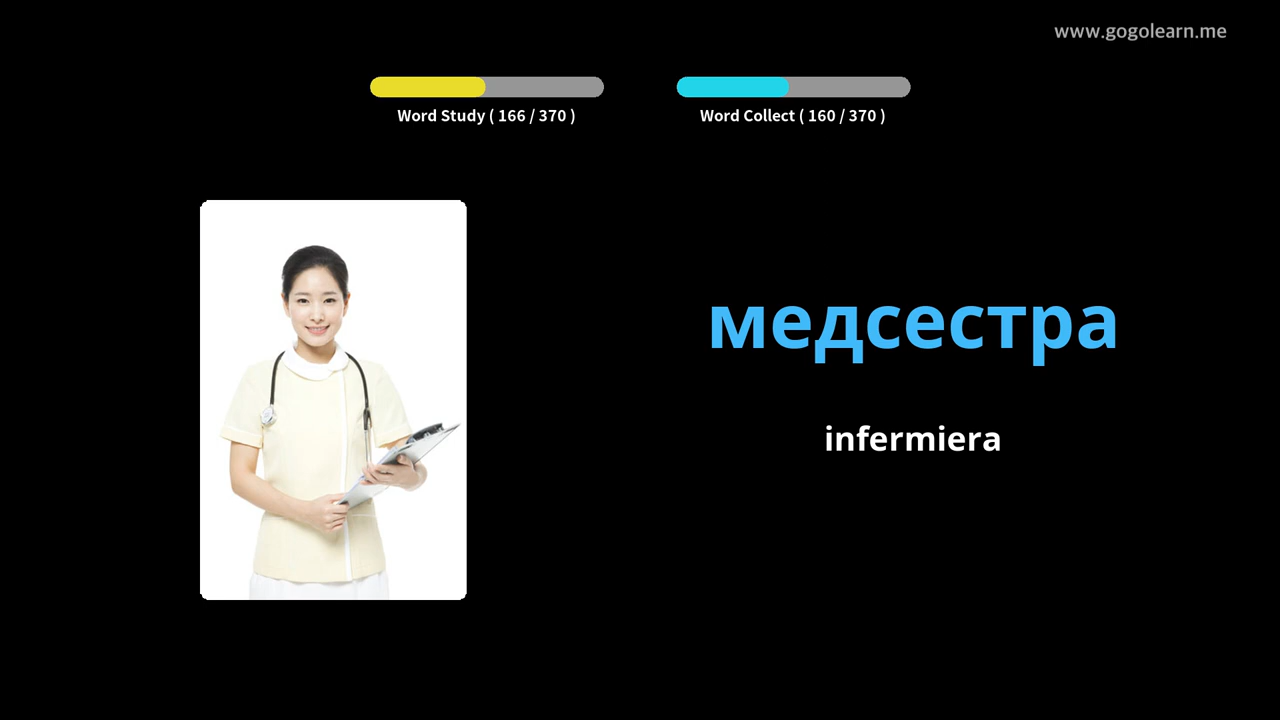 www.gogolearn.me
Word Study ( 166 / 370 )
Word Collect ( 160 / 370 )
медсестра
infermiera